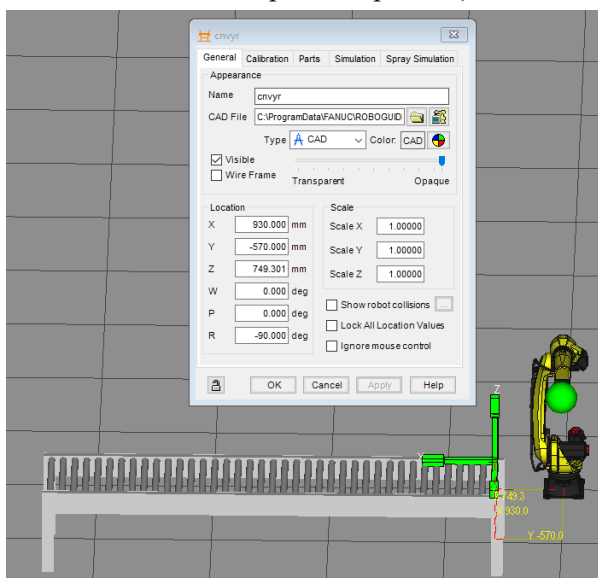 cnvyr
General Calibration Parts Simulation Spray Simulation
Appearance
Name cnvyr
CAD File C:\ProgramData\FANUC\ROBOGUID
Type CAD Color: CAD
Visible
Wire Frame Transparent Opaque
Location Scale
X 930.000 mm Scale X 1.00000
Y -570.000 mm Scale Y 1.00000
Z 749.301 mm Scale Z 1.00000
W 0.000 deg
P 0.000 deg Show robot collisions ...
R -90.000 deg Lock All Location Values
Ignore mouse control
OK Cancel Apply Help
Z
X
Z 749.3
X 930.0
Y -570.0